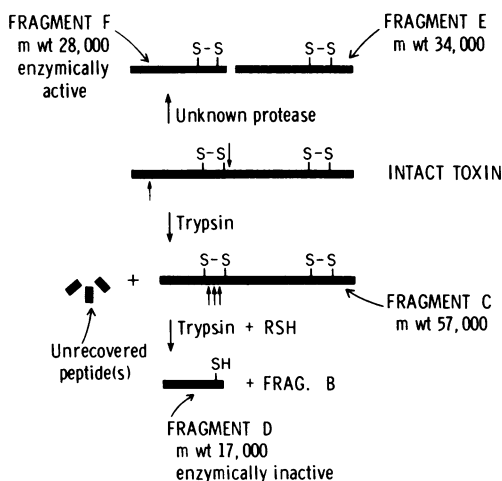 FRAGMENT F
m wt 28,000
enzymically
active
S-S
S-S
FRAGMENT E
m wt 34,000
Unknown protease
S-S
S-S
INTACT TOXIN
Trypsin
+
S-S
S-S
FRAGMENT C
m wt 57,000
Unrecovered
peptide(s)
Trypsin + RSH
SH
+ FRAG. B
FRAGMENT D
m wt 17,000
enzymically inactive